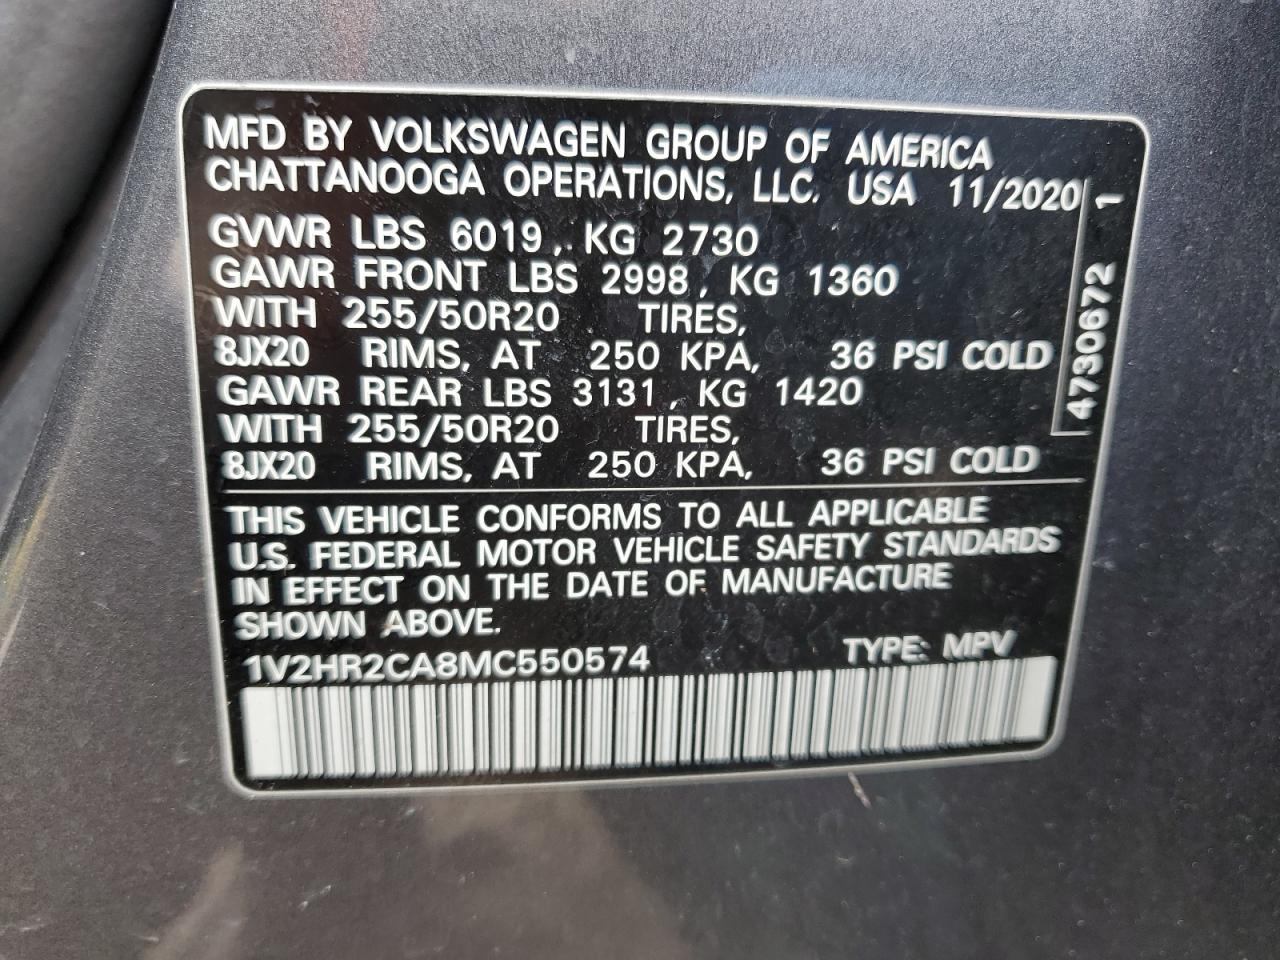 MFD BY VOLKSWAGEN GROUP OF AMERICA
CHATTANOOGA OPERATIONS, LLC. USA 11/2020
GVWR LBS 6019, KG 2730
GAWR FRONT LBS 2998, KG 1360
WITH 255/50R20 TIRES,
8JX20 RIMS, AT 250 KPA, 36 PSI COLD
GAWR REAR LBS 3131, KG 1420
WITH 255/50R20 TIRES,
8JX20 RIMS, AT 250 KPA, 36 PSI COLD
THIS VEHICLE CONFORMS TO ALL APPLICABLE
U.S. FEDERAL MOTOR VEHICLE SAFETY STANDARDS
IN EFFECT ON THE DATE OF MANUFACTURE
SHOWN ABOVE.
1V2HR2CA8MC550574 TYPE: MPV
4730672 1